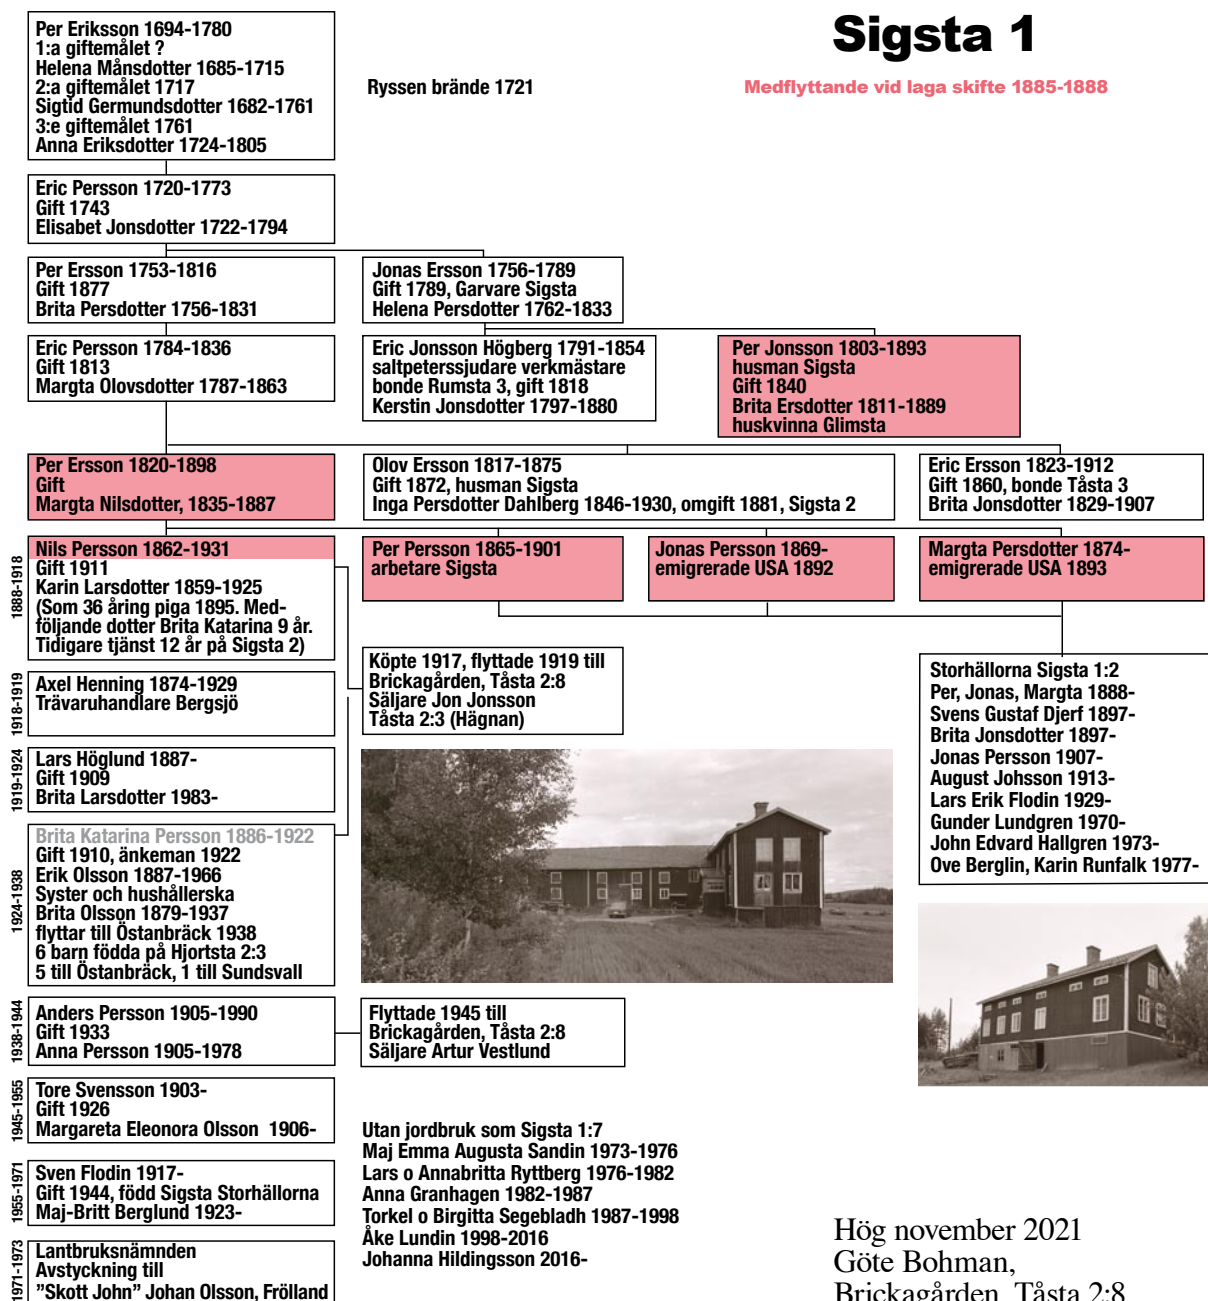 Sigsta 1
Medflyttande vid laga skifte 1885-1888
Per Eriksson 1694-1780
1:a giftemålet ?
Helena Månsdotter 1685-1715
2:a giftemålet 1717
Sigtid Germundsdotter 1682-1761
3:e giftemålet 1761
Anna Eriksdotter 1724-1805
Ryssen brände 1721
Eric Persson 1720-1773
Gift 1743
Elisabet Jonsdotter 1722-1794
Per Ersson 1753-1816
Gift 1877
Brita Persdotter 1756-1831
Jonas Ersson 1756-1789
Gift 1789, Garvare Sigsta
Helena Persdotter 1762-1833
Eric Persson 1784-1836
Gift 1813
Margta Olovsdotter 1787-1863
Eric Jonsson Högberg 1791-1854
saltpeterssjudare verkmästare
bonde Rumsta 3, gift 1818
Kerstin Jonsdotter 1797-1880
Per Jonsson 1803-1893
husman Sigsta
Gift 1840
Brita Ersdotter 1811-1889
huskvinna Glimsta
Per Ersson 1820-1898
Gift
Margta Nilsdotter, 1835-1887
Olov Ersson 1817-1875
Gift 1872, husman Sigsta
Inga Persdotter Dahlberg 1846-1930, omgift 1881, Sigsta 2
Eric Ersson 1823-1912
Gift 1860, bonde Tåsta 3
Brita Jonsdotter 1829-1907
1888-1918
Nils Persson 1862-1931
Gift 1911
Karin Larsdotter 1859-1925
(Som 36 åring piga 1895. Med-
följande dotter Brita Katarina 9 år.
Tidigare tjänst 12 år på Sigsta 2)
Per Persson 1865-1901
arbetare Sigsta
Jonas Persson 1869-
emigrerade USA 1892
Margta Persdotter 1874-
emigrerade USA 1893
Köpte 1917, flyttade 1919 till
Brickagården, Tåsta 2:8
Säljare Jon Jonsson
Tåsta 2:3 (Hägnan)
Storhällorna Sigsta 1:2
Per, Jonas, Margta 1888-
Svens Gustaf Djerf 1897-
Brita Jonsdotter 1897-
Jonas Persson 1907-
August Johsson 1913-
Lars Erik Flodin 1929-
Gunder Lundgren 1970-
John Edvard Hallgren 1973-
Ove Berglin, Karin Runfalk 1977-
1918-1919
Axel Henning 1874-1929
Trävaruhandlare Bergsjö
1919-1924
Lars Höglund 1887-
Gift 1909
Brita Larsdotter 1983-
1924-1938
Brita Katarina Persson 1886-1922
Gift 1910, änkeman 1922
Erik Olsson 1887-1966
Syster och hushållerska
Brita Olsson 1879-1937
flyttar till Östanbräck 1938
6 barn födda på Hjortsta 2:3
5 till Östanbräck, 1 till Sundsvall
1938-1944
Anders Persson 1905-1990
Gift 1933
Anna Persson 1905-1978
Flyttade 1945 till
Brickagården, Tåsta 2:8
Säljare Artur Vestlund
1945-1955
Tore Svensson 1903-
Gift 1926
Margareta Eleonora Olsson 1906-
1955-1971
Sven Flodin 1917-
Gift 1944, född Sigsta Storhällorna
Maj-Britt Berglund 1923-
1971-1973
Lantbruksnämnden
Avstyckning till
”Skott John” Johan Olsson, Frölland
Utan jordbruk som Sigsta 1:7
Maj Emma Augusta Sandin 1973-1976
Lars o Annabritta Ryttberg 1976-1982
Anna Granhagen 1982-1987
Torkel o Birgitta Segebladh 1987-1998
Åke Lundin 1998-2016
Johanna Hildingsson 2016-
Hög november 2021
Göte Bohman,
Brickagården, Tåsta 2:8